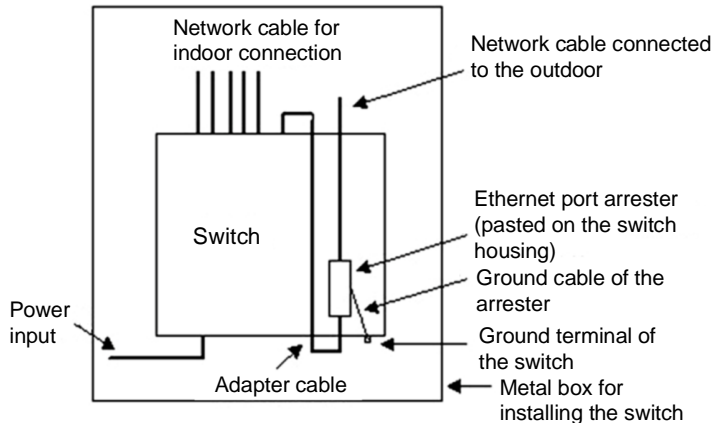 Network cable for
indoor connection
Network cable connected
to the outdoor
Switch
Ethernet port arrester
(pasted on the switch
housing)
Ground cable of the
arrester
Power
input
Ground terminal of
the switch
Adapter cable
Metal box for
installing the switch